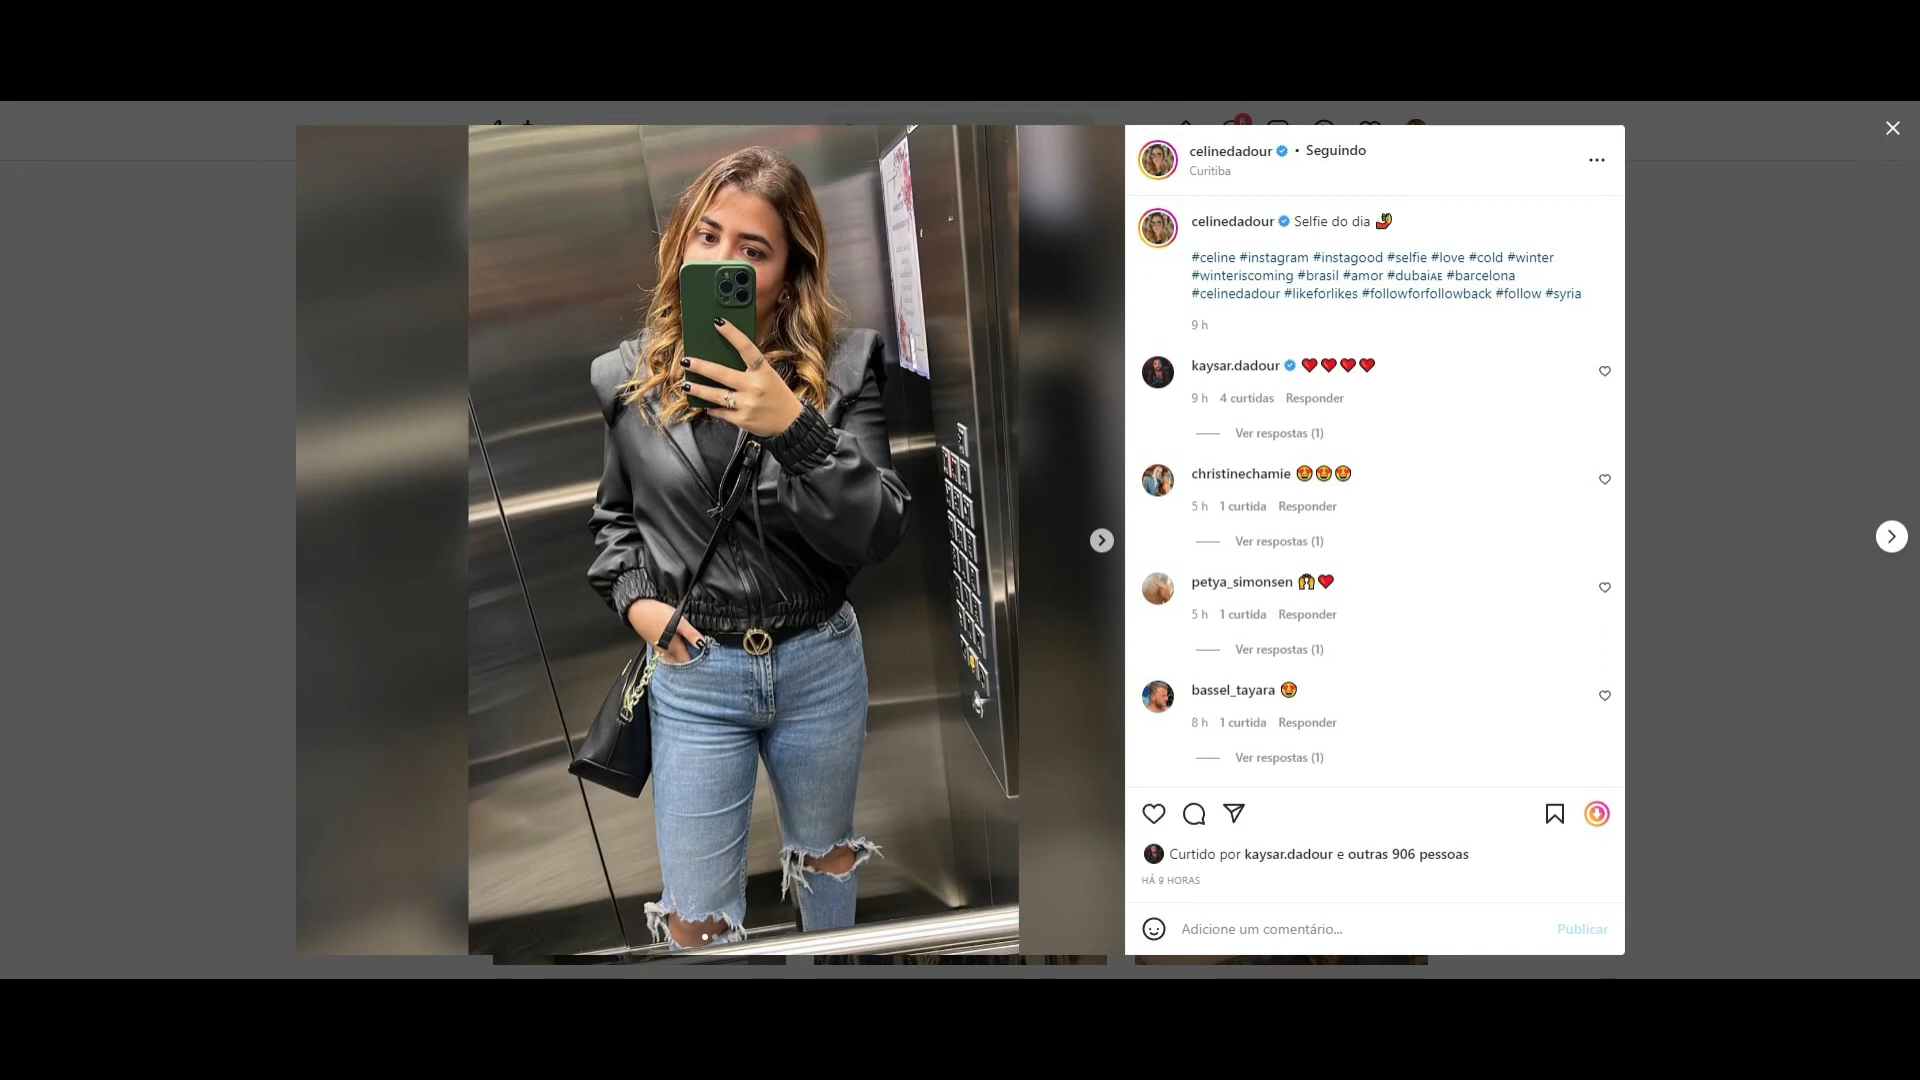 celinedadour • Seguindo
Curitiba
celinedadour Selfie do dia 🤳
#celine #instagram #instagood #selfie #love #cold #winter
#winteriscoming #brasil #amor #dubaiᴀᴇ #barcelona
#celinedadour #likeforlikes #followforfollowback #follow #syria
9 h
kaysar.dadour ❤️❤️❤️❤️
9 h 4 curtidas Responder
Ver respostas (1)
christinechamie 😍😍😍
5 h 1 curtida Responder
Ver respostas (1)
petya_simonsen 🙌❤️
5 h 1 curtida Responder
Ver respostas (1)
bassel_tayara 😍
8 h 1 curtida Responder
Ver respostas (1)
Curtido por kaysar.dadour e outras 906 pessoas
HÁ 9 HORAS
Adicione um comentário...
Publicar